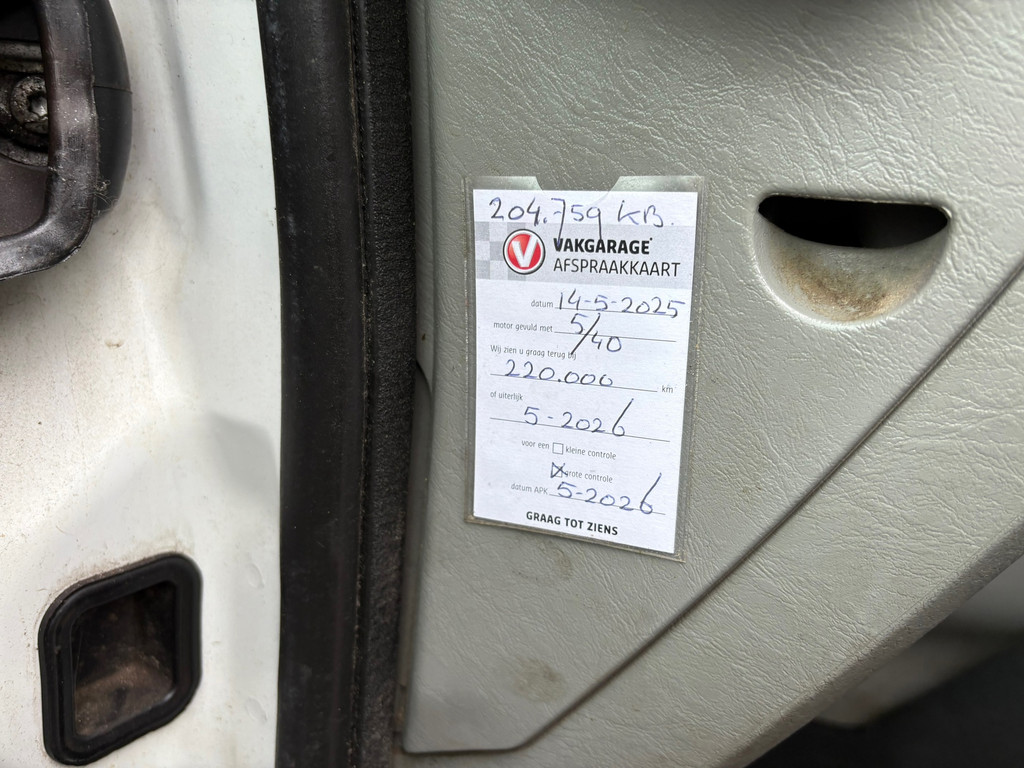 204.759 KB.
V VAKGARAGE
AFSPRAAKKAART
datum 14-5-2025
motor gevuld met 5/40
Wij zien u graag terug bij
220.000 km
of uiterlijk
5-2026
voor een kleine controle
grote controle
datum APK 5-2026
GRAAG TOT ZIENS